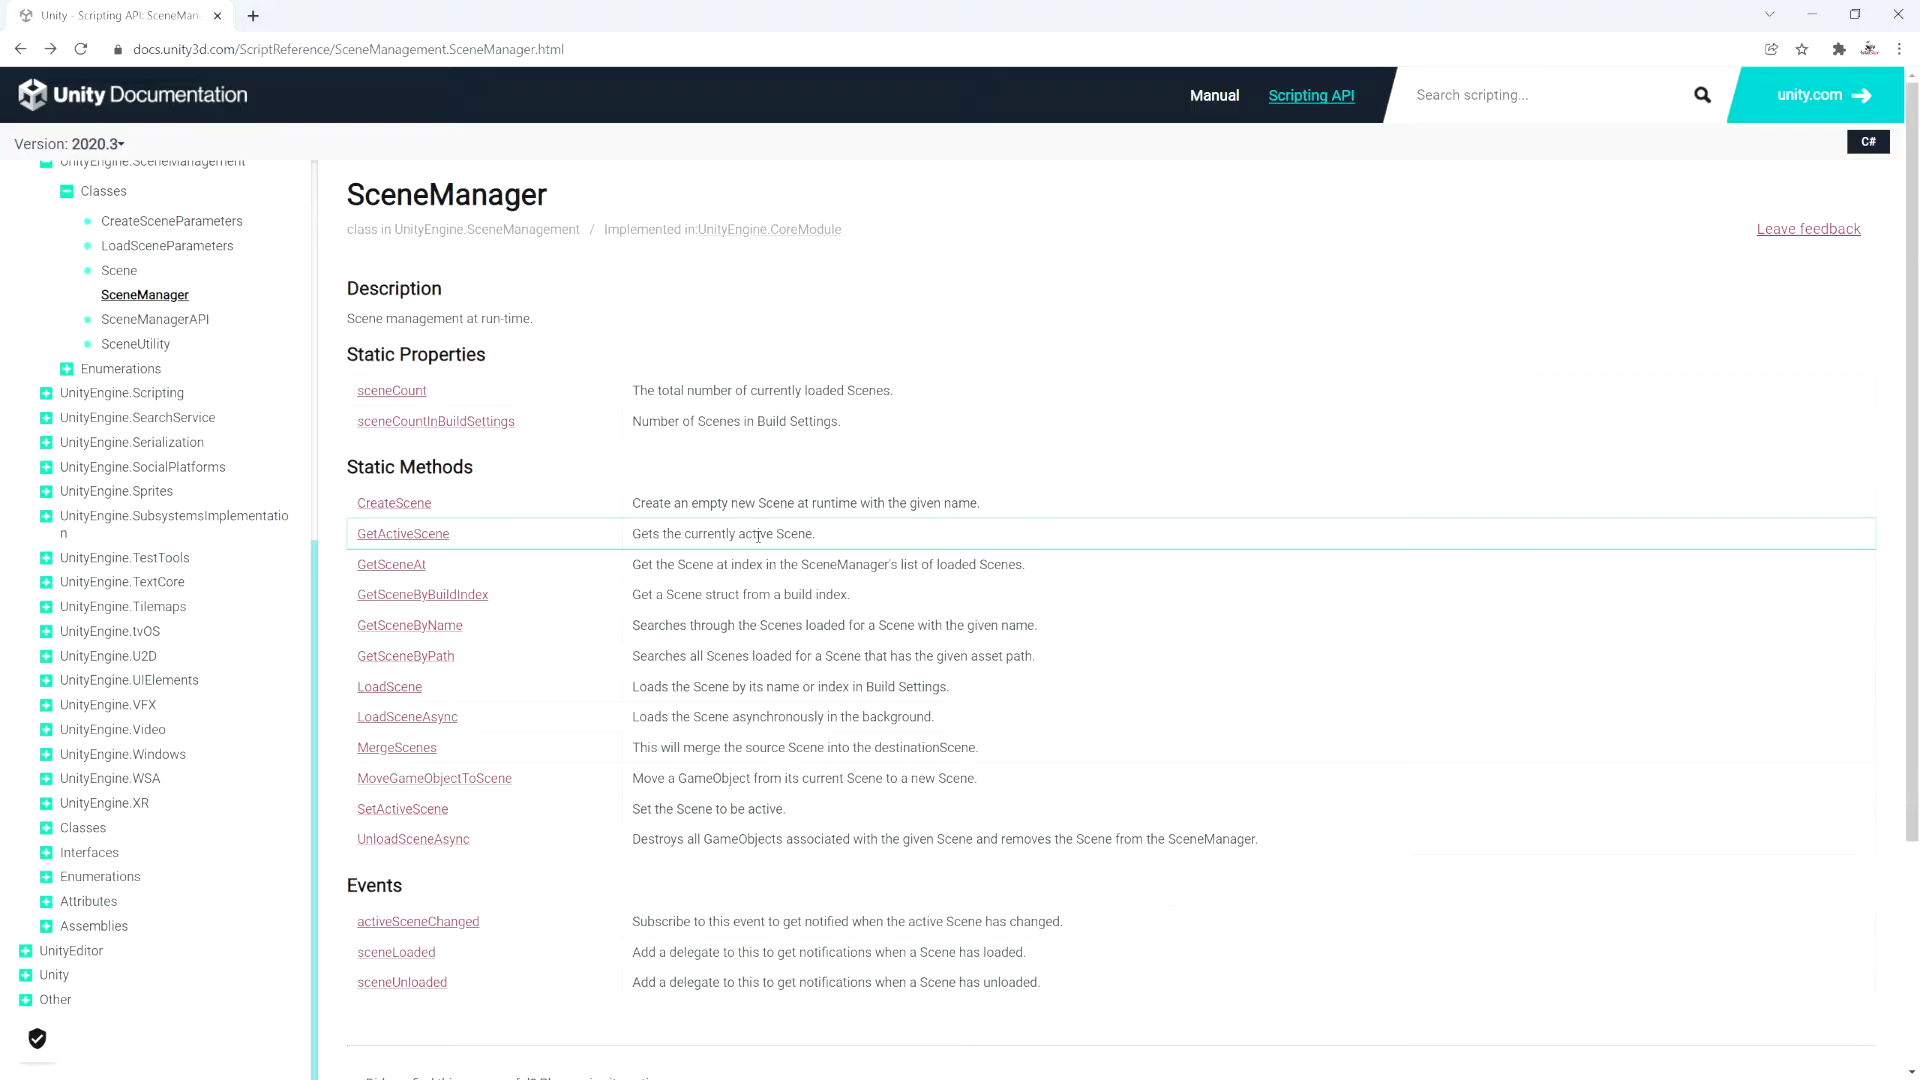 Unity - Scripting API: SceneMan
docs.unity3d.com/ScriptReference/SceneManagement.SceneManager.html
Unity Documentation
Manual
Scripting API
Search scripting...
unity.com
Version: 2020.3
C#
UnityEngine.SceneManagement
Classes
CreateSceneParameters
LoadSceneParameters
Scene
SceneManager
SceneManagerAPI
SceneUtility
Enumerations
UnityEngine.Scripting
UnityEngine.SearchService
UnityEngine.Serialization
UnityEngine.SocialPlatforms
UnityEngine.Sprites
UnityEngine.SubsystemsImplementatio
n
UnityEngine.TestTools
UnityEngine.TextCore
UnityEngine.Tilemaps
UnityEngine.tvOS
UnityEngine.U2D
UnityEngine.UIElements
UnityEngine.VFX
UnityEngine.Video
UnityEngine.Windows
UnityEngine.WSA
UnityEngine.XR
Classes
Interfaces
Enumerations
Attributes
Assemblies
UnityEditor
Unity
Other
SceneManager
class in UnityEngine.SceneManagement / Implemented in:UnityEngine.CoreModule
Leave feedback
Description
Scene management at run-time.
Static Properties
sceneCount The total number of currently loaded Scenes.
sceneCountInBuildSettings Number of Scenes in Build Settings.
Static Methods
CreateScene Create an empty new Scene at runtime with the given name.
GetActiveScene Gets the currently active Scene.
GetSceneAt Get the Scene at index in the SceneManager's list of loaded Scenes.
GetSceneByBuildIndex Get a Scene struct from a build index.
GetSceneByName Searches through the Scenes loaded for a Scene with the given name.
GetSceneByPath Searches all Scenes loaded for a Scene that has the given asset path.
LoadScene Loads the Scene by its name or index in Build Settings.
LoadSceneAsync Loads the Scene asynchronously in the background.
MergeScenes This will merge the source Scene into the destinationScene.
MoveGameObjectToScene Move a GameObject from its current Scene to a new Scene.
SetActiveScene Set the Scene to be active.
UnloadSceneAsync Destroys all GameObjects associated with the given Scene and removes the Scene from the SceneManager.
Events
activeSceneChanged Subscribe to this event to get notified when the active Scene has changed.
sceneLoaded Add a delegate to this to get notifications when a Scene has loaded.
sceneUnloaded Add a delegate to this to get notifications when a Scene has unloaded.